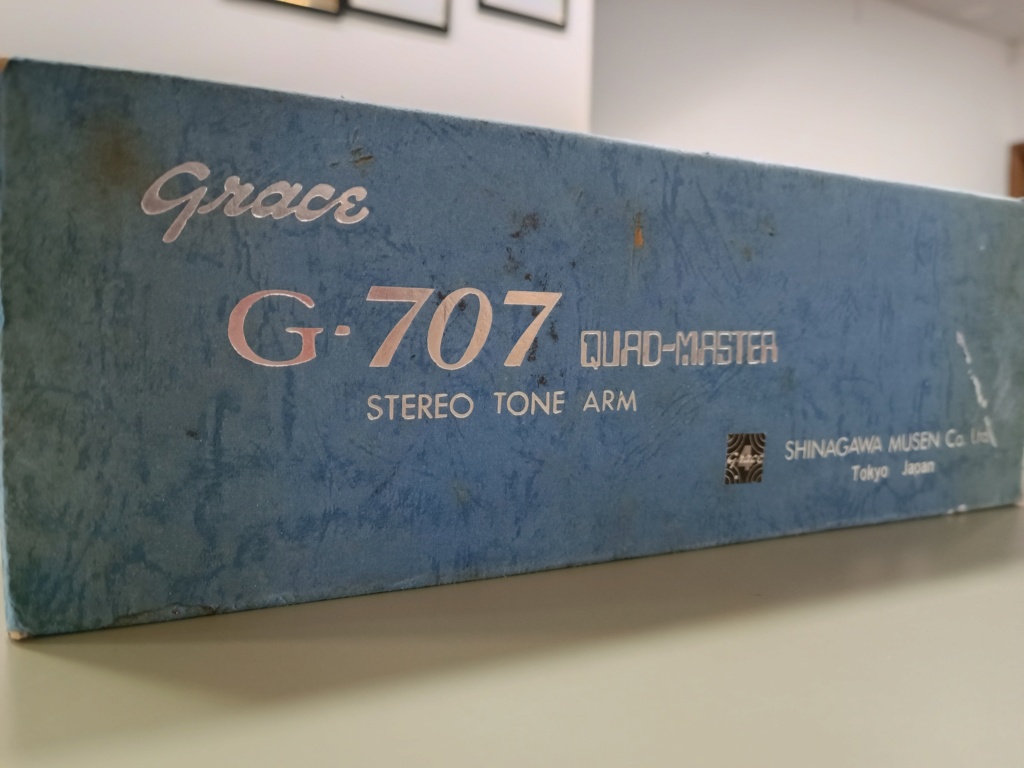 Grace
G-707 QUAD-MASTER
STEREO TONE ARM
SHINAGAWA MUSEN Co. Ltd
Tokyo Japan